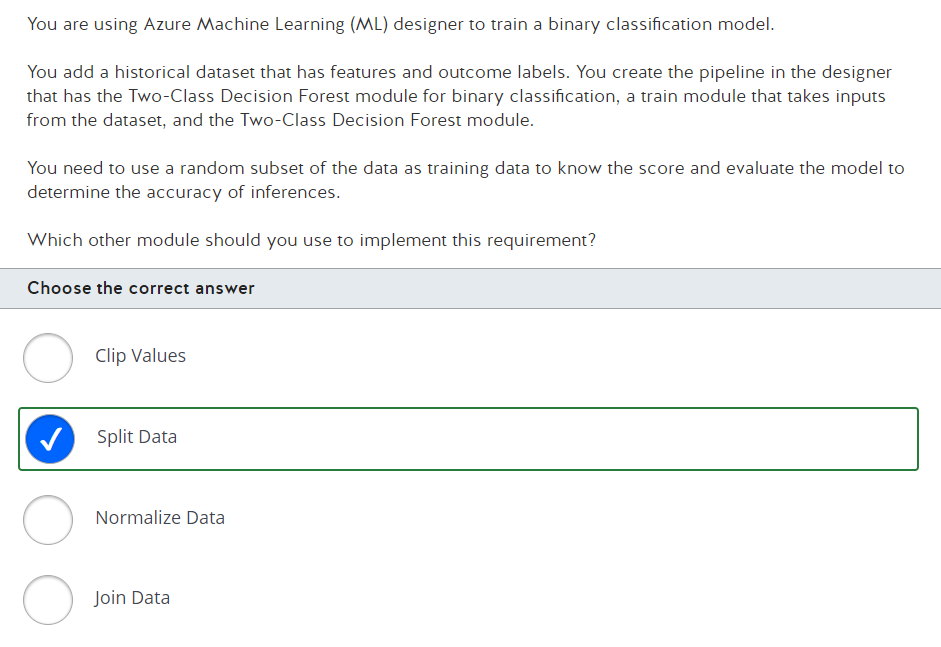 You are using Azure Machine Learning (ML) designer to train a binary classification model.
You add a historical dataset that has features and outcome labels. You create the pipeline in the designer
that has the Two-Class Decision Forest module for binary classification, a train module that takes inputs
from the dataset, and the Two-Class Decision Forest module.
You need to use a random subset of the data as training data to know the score and evaluate the model to
determine the accuracy of inferences.
Which other module should you use to implement this requirement?
Choose the correct answer
Clip Values
Split Data
Normalize Data
Join Data